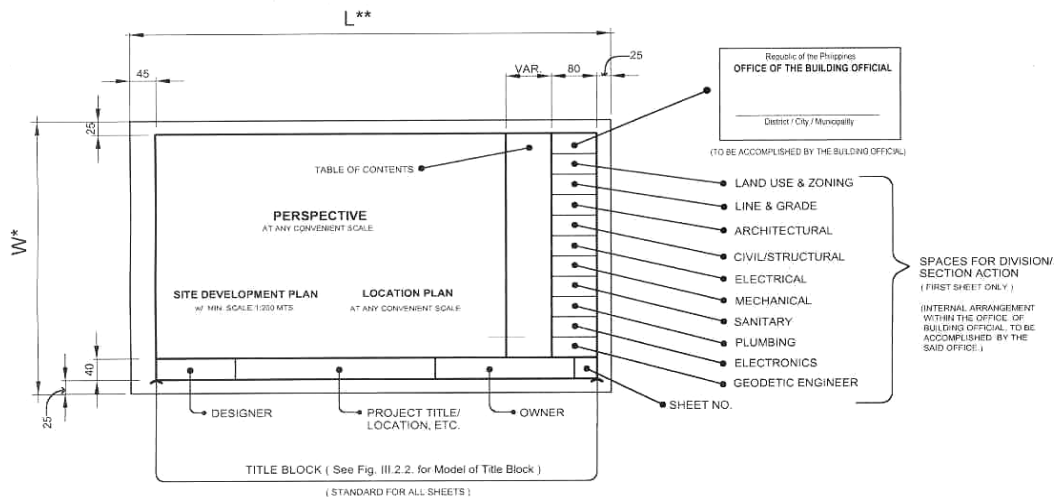 L**
45
VAR.
80
25
Republic of the Philippines
OFFICE OF THE BUILDING OFFICIAL
District / City / Municipality
(TO BE ACCOMPLISHED BY THE BUILDING OFFICIAL)
25
W*
TABLE OF CONTENTS
PERSPECTIVE
AT ANY CONVENIENT SCALE
SITE DEVELOPMENT PLAN
w/ MIN. SCALE 1:200 MTS
LOCATION PLAN
AT ANY CONVENIENT SCALE
LAND USE & ZONING
LINE & GRADE
ARCHITECTURAL
CIVIL/STRUCTURAL
ELECTRICAL
MECHANICAL
SANITARY
PLUMBING
ELECTRONICS
GEODETIC ENGINEER
SHEET NO.
SPACES FOR DIVISION/
SECTION ACTION
( FIRST SHEET ONLY )
(INTERNAL ARRANGEMENT
WITHIN THE OFFICE OF
BUILDING OFFICIAL, TO BE
ACCOMPLISHED BY THE
SAID OFFICE.)
40
25
DESIGNER
PROJECT TITLE/
LOCATION, ETC.
OWNER
TITLE BLOCK ( See Fig. III.2.2. for Model of Title Block )
( STANDARD FOR ALL SHEETS )